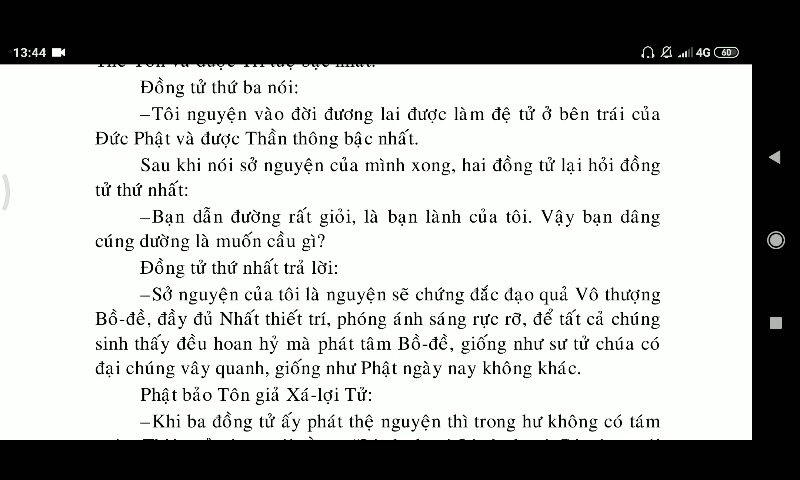 13:44
4G 60
Đồng tử thứ ba nói:
–Tôi nguyện vào đời đương lai được làm đệ tử ở bên trái của
Đức Phật và được Thần thông bậc nhất.
Sau khi nói sở nguyện của mình xong, hai đồng tử lại hỏi đồng
tử thứ nhất:
–Bạn dẫn đường rất giỏi, là bạn lành của tôi. Vậy bạn dâng
cúng dường là muốn cầu gì?
Đồng tử thứ nhất trả lời:
–Sở nguyện của tôi là nguyện sẽ chứng đắc đạo quả Vô thượng
Bồ-đề, đầy đủ Nhất thiết trí, phóng ánh sáng rực rỡ, để tất cả chúng
sinh thấy đều hoan hỷ mà phát tâm Bồ-đề, giống như sư tử chúa có
đại chúng vây quanh, giống như Phật ngày nay không khác.
Phật bảo Tôn giả Xá-lợi Tử:
–Khi ba đồng tử ấy phát thệ nguyện thì trong hư không có tám